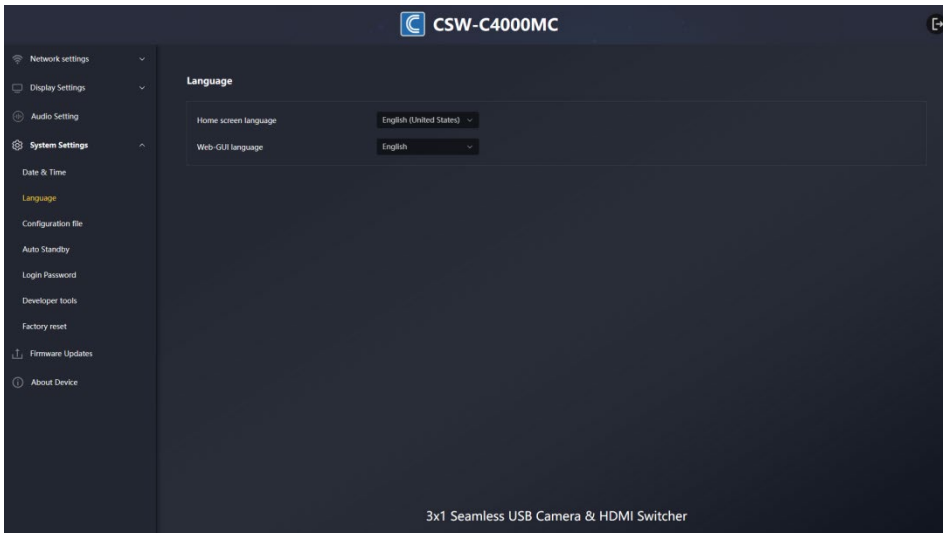 CSW-C4000MC
Network settings
Display Settings
Audio Setting
System Settings
Date & Time
Language
Configuration file
Auto Standby
Login Password
Developer tools
Factory reset
Firmware Updates
About Device
Language
Home screen language English (United States)
Web-GUI language English
3x1 Seamless USB Camera & HDMI Switcher